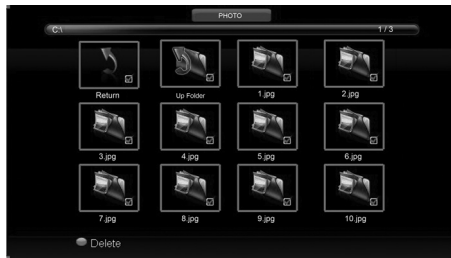 PHOTO
C:\ 1 / 3
Return Up Folder 1.jpg 2.jpg
3.jpg 4.jpg 5.jpg 6.jpg
7.jpg 8.jpg 9.jpg 10.jpg
Delete